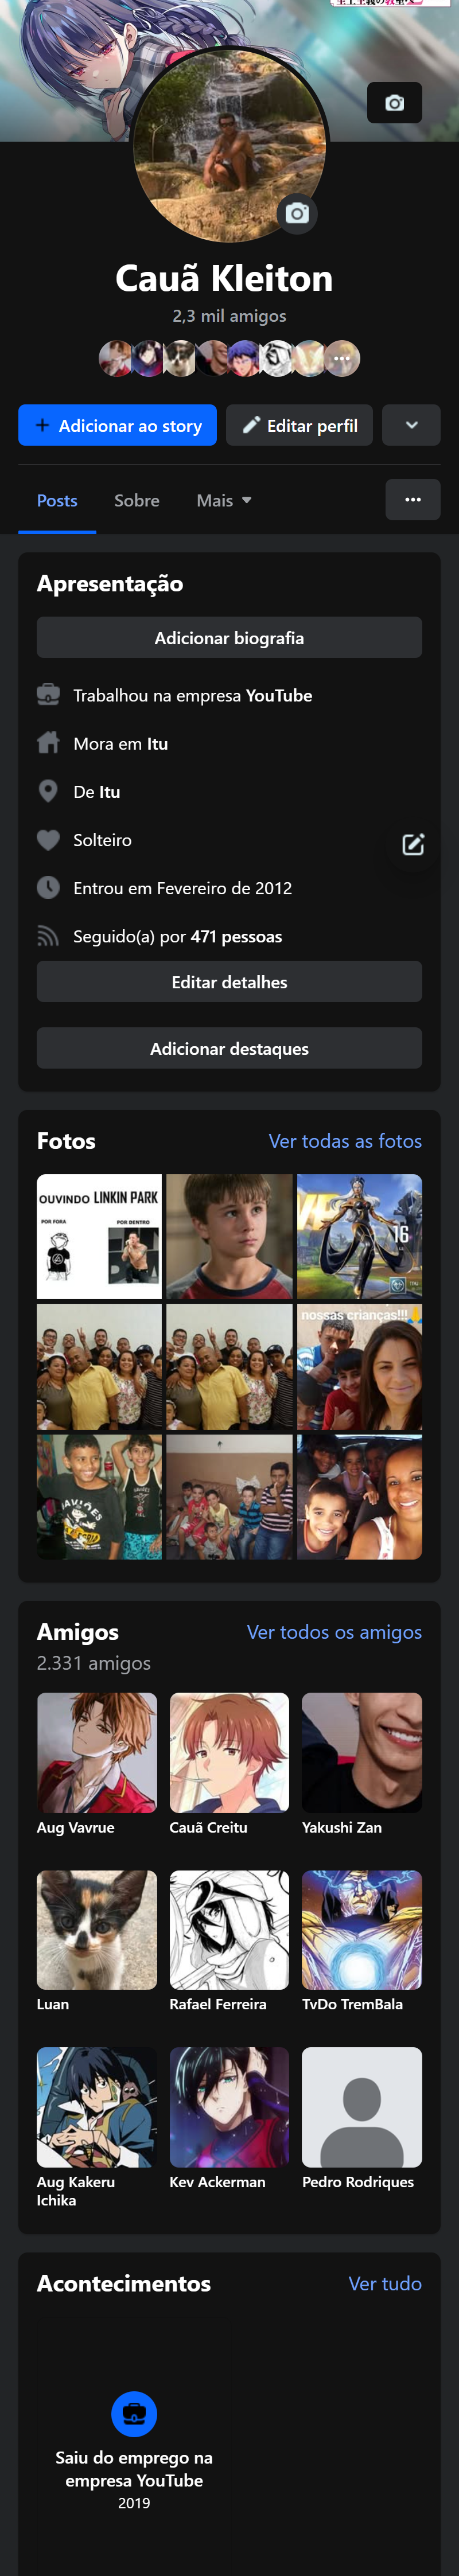 Cauã Kleiton
2,3 mil amigos
Adicionar ao story
Editar perfil
Posts
Sobre
Mais
Apresentação
Adicionar biografia
Trabalhou na empresa YouTube
Mora em Itu
De Itu
Solteiro
Entrou em Fevereiro de 2012
Seguido(a) por 471 pessoas
Editar detalhes
Adicionar destaques
Fotos
Ver todas as fotos
OUVINDO LINKIN PARK
POR FORA
POR DENTRO
16
nossas crianças!!!
Amigos
Ver todos os amigos
2.331 amigos
Aug Vavrue
Cauã Creitu
Yakushi Zan
Luan
Rafael Ferreira
TvDo TremBala
Aug Kakeru
Ichika
Kev Ackerman
Pedro Rodriques
Acontecimentos
Ver tudo
Saiu do emprego na
empresa YouTube
2019